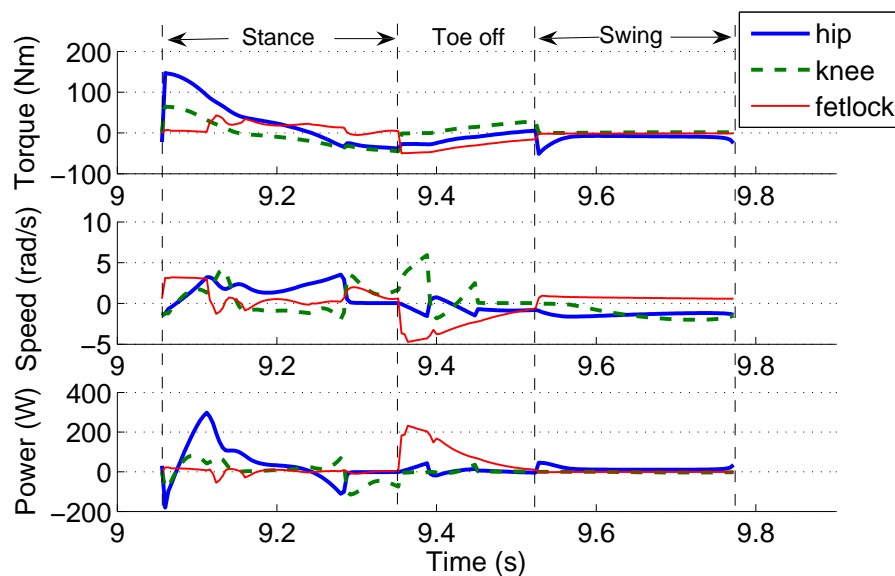 Stance
Toe off
Swing
hip
knee
fetlock
Torque (Nm)
200
100
0
−100
9
9.2
9.4
9.6
9.8
Speed (rad/s)
10
5
0
−5
9
9.2
9.4
9.6
9.8
Power (W)
400
200
0
−200
9
9.2
9.4
9.6
9.8
Time (s)